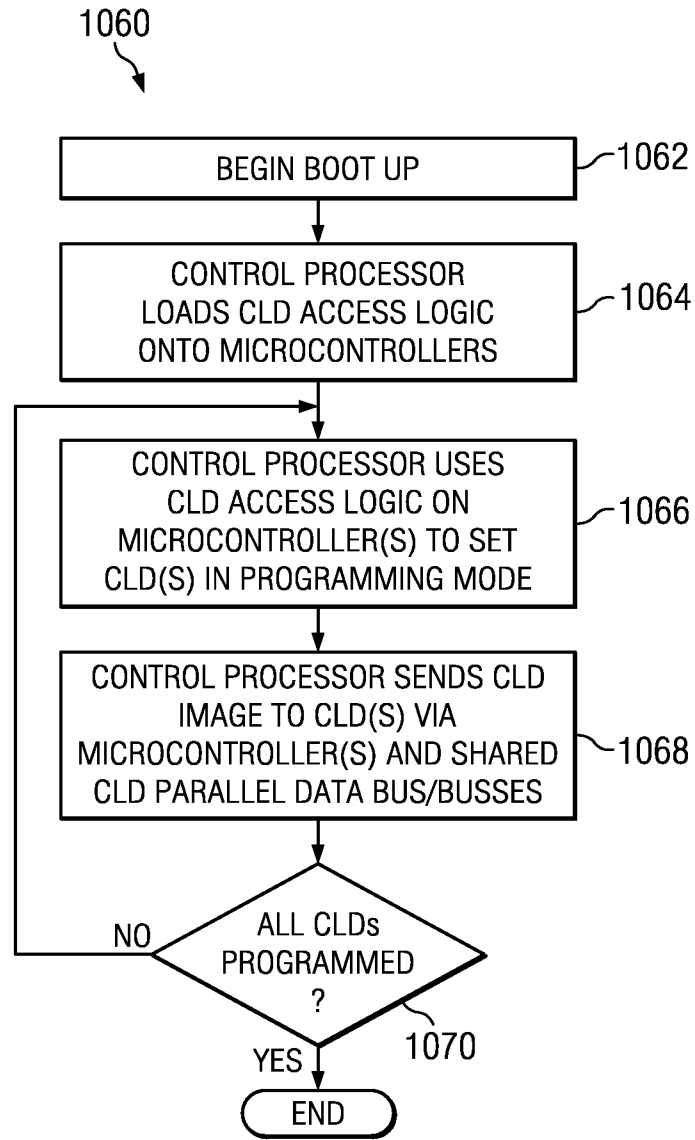 1060
BEGIN BOOT UP
1062
CONTROL PROCESSOR
LOADS CLD ACCESS LOGIC
ONTO MICROCONTROLLERS
1064
CONTROL PROCESSOR USES
CLD ACCESS LOGIC ON
MICROCONTROLLER(S) TO SET
CLD(S) IN PROGRAMMING MODE
1066
CONTROL PROCESSOR SENDS CLD
IMAGE TO CLD(S) VIA
MICROCONTROLLER(S) AND SHARED
CLD PARALLEL DATA BUS/BUSSES
1068
NO
ALL CLDs
PROGRAMMED
?
1070
YES
END